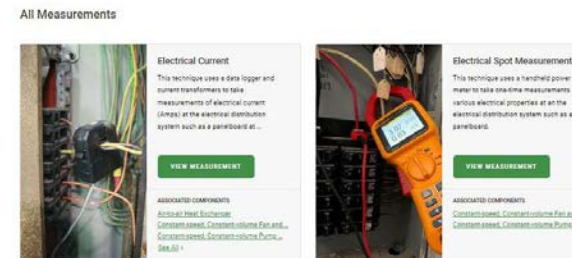 All Measurements
Electrical Current
This technique uses a data logger and
current transformers to take
measurements of electrical current
(Amps) at the electrical distribution
system such as a panelboard at ...
VIEW MEASUREMENT
ASSOCIATED COMPONENTS
Air-to-air Heat Exchanger
Constant-speed, Constant-volume Fan and...
Constant-speed, Constant-volume Pump ...
See All ›
Electrical Spot Measurement
This technique uses a handheld power
meter to take one-time measurements
various electrical properties at an the
electrical distribution system such as a
panelboard.
VIEW MEASUREMENT
ASSOCIATED COMPONENTS
Constant-speed, Constant-volume Fan a
Constant-speed, Constant-volume Pump